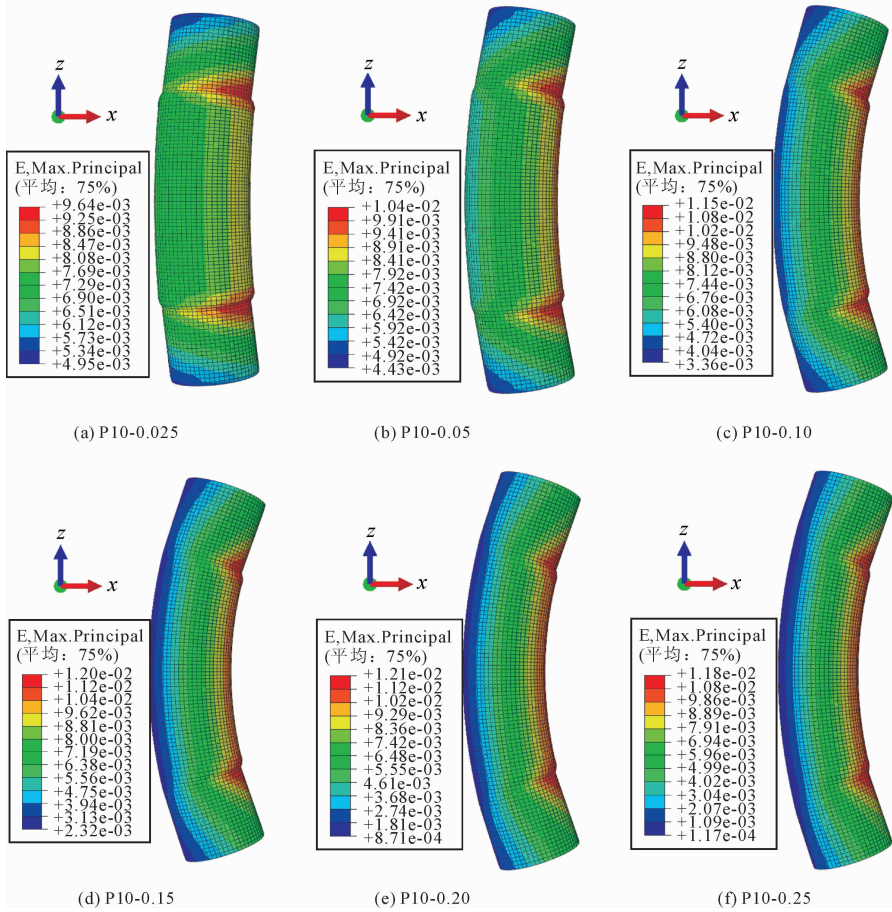 z
x
E,Max.Principal
(平均：75%)
+9.64e-03
+9.25e-03
+8.86e-03
+8.47e-03
+8.08e-03
+7.69e-03
+7.29e-03
+6.90e-03
+6.51e-03
+6.12e-03
+5.73e-03
+5.34e-03
+4.95e-03
(a) P10-0.025
z
x
E,Max.Principal
(平均：75%)
+1.04e-02
+9.91e-03
+9.41e-03
+8.91e-03
+8.41e-03
+7.92e-03
+7.42e-03
+6.92e-03
+6.42e-03
+5.92e-03
+5.42e-03
+4.92e-03
+4.43e-03
(b) P10-0.05
z
x
E,Max.Principal
(平均：75%)
+1.15e-02
+1.08e-02
+1.02e-02
+9.48e-03
+8.80e-03
+8.12e-03
+7.44e-03
+6.76e-03
+6.08e-03
+5.40e-03
+4.72e-03
+4.04e-03
+3.36e-03
(c) P10-0.10
z
x
E,Max.Principal
(平均：75%)
+1.20e-02
+1.12e-02
+1.04e-02
+9.62e-03
+8.81e-03
+8.00e-03
+7.19e-03
+6.38e-03
+5.56e-03
+4.75e-03
+3.94e-03
+3.13e-03
+2.32e-03
(d) P10-0.15
z
x
E,Max.Principal
(平均：75%)
+1.21e-02
+1.12e-02
+1.02e-02
+9.29e-03
+8.36e-03
+7.42e-03
+6.48e-03
+5.55e-03
4.61e-03
+3.68e-03
+2.74e-03
+1.81e-03
+8.71e-04
(e) P10-0.20
z
x
E,Max.Principal
(平均：75%)
+1.18e-02
+1.08e-02
+9.86e-03
+8.89e-03
+7.91e-03
+6.94e-03
+5.96e-03
+4.99e-03
+4.02e-03
+3.04e-03
+2.07e-03
+1.09e-03
+1.17e-04
(f) P10-0.25